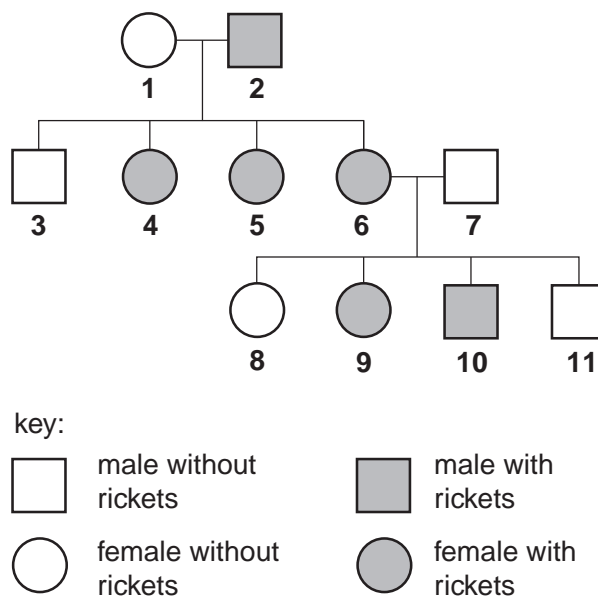 1 2
3 4 5 6 7
8 9 10 11
key:
male without
rickets
male with
rickets
female without
rickets
female with
rickets